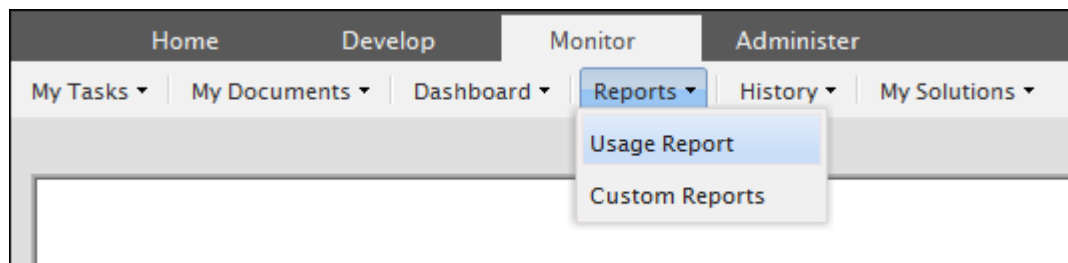 Home Develop Monitor Administer
My Tasks My Documents Dashboard Reports History My Solutions
Usage Report
Custom Reports